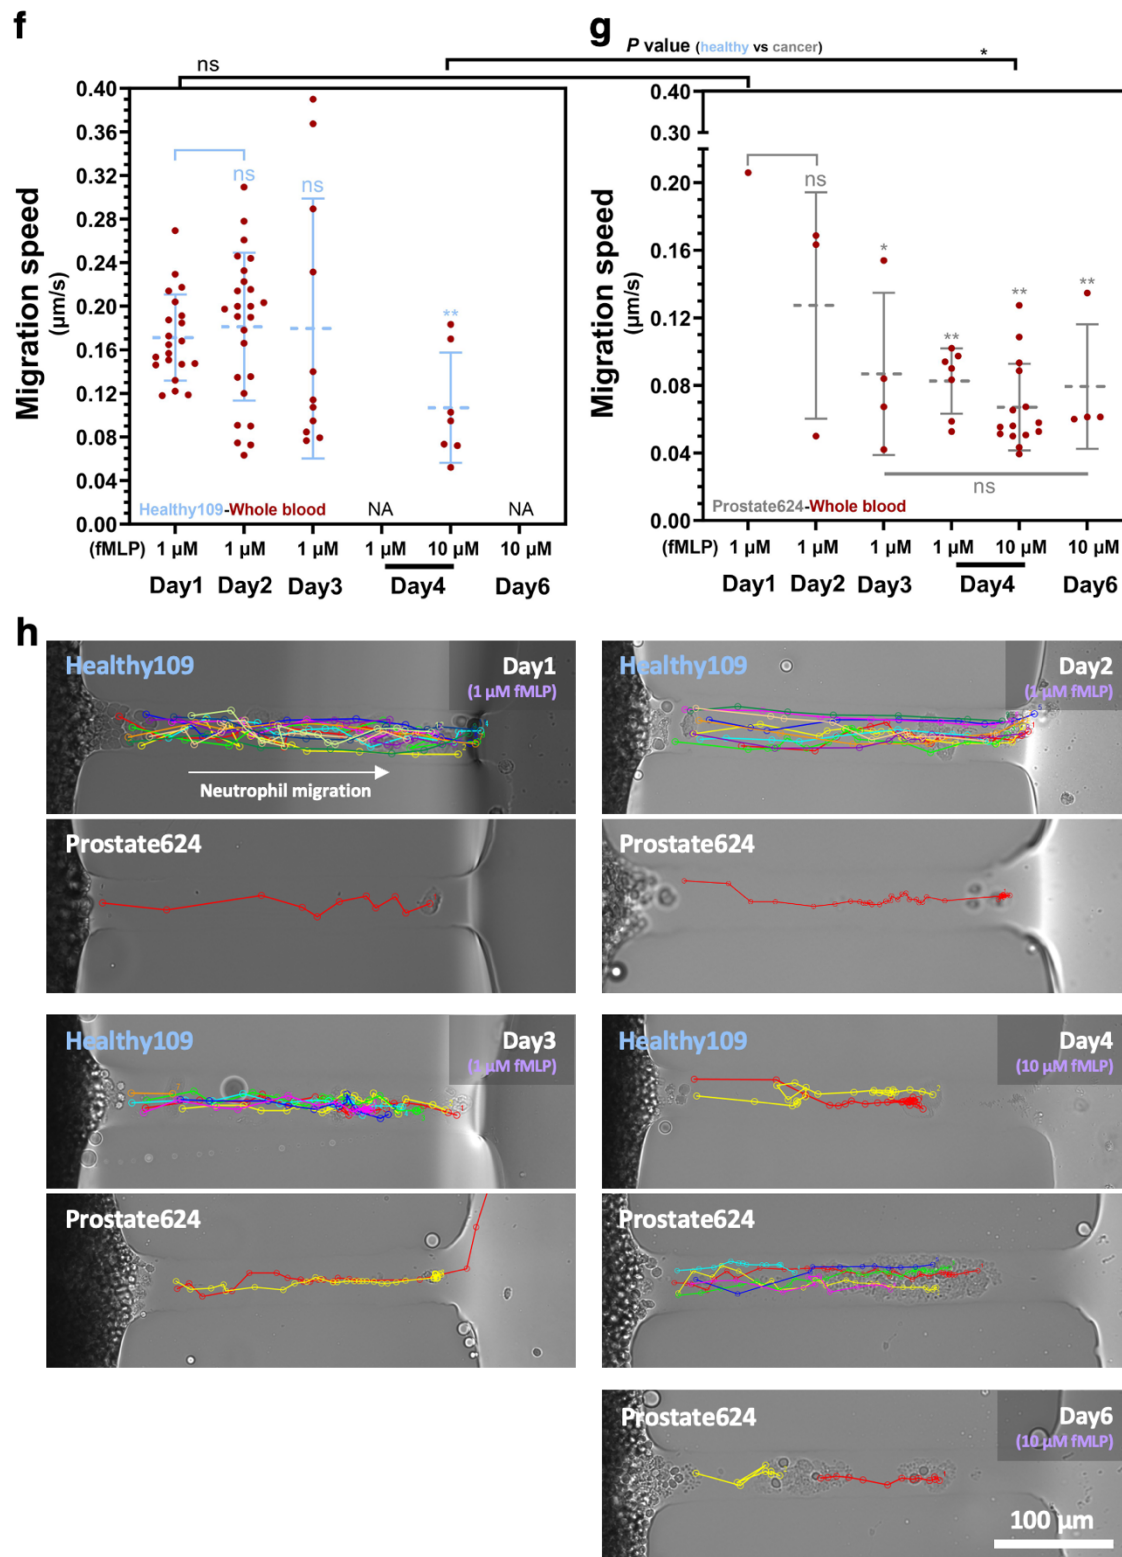 f
g
P value (healthy vs cancer)
*
ns
Migration speed
(μm/s)
0.40
0.36
0.32
0.28
0.24
0.20
0.16
0.12
0.08
0.04
0.00
ns
ns
**
Healthy109-Whole blood
NA
NA
(fMLP) 1 μM 1 μM 1 μM 1 μM 10 μM 10 μM
Day1 Day2 Day3 Day4 Day6
Migration speed
(μm/s)
0.40
0.30
0.20
0.16
0.12
0.08
0.04
0.00
ns
*
**
**
**
ns
Prostate624-Whole blood
(fMLP) 1 μM 1 μM 1 μM 1 μM 10 μM 10 μM
Day1 Day2 Day3 Day4 Day6
h
Healthy109 Day1
(1 μM fMLP)
Neutrophil migration
Healthy109 Day2
(1 μM fMLP)
Prostate624
Prostate624
Healthy109 Day3
(1 μM fMLP)
Healthy109 Day4
(10 μM fMLP)
Prostate624
Prostate624
Prostate624 Day6
(10 μM fMLP)
100 μm